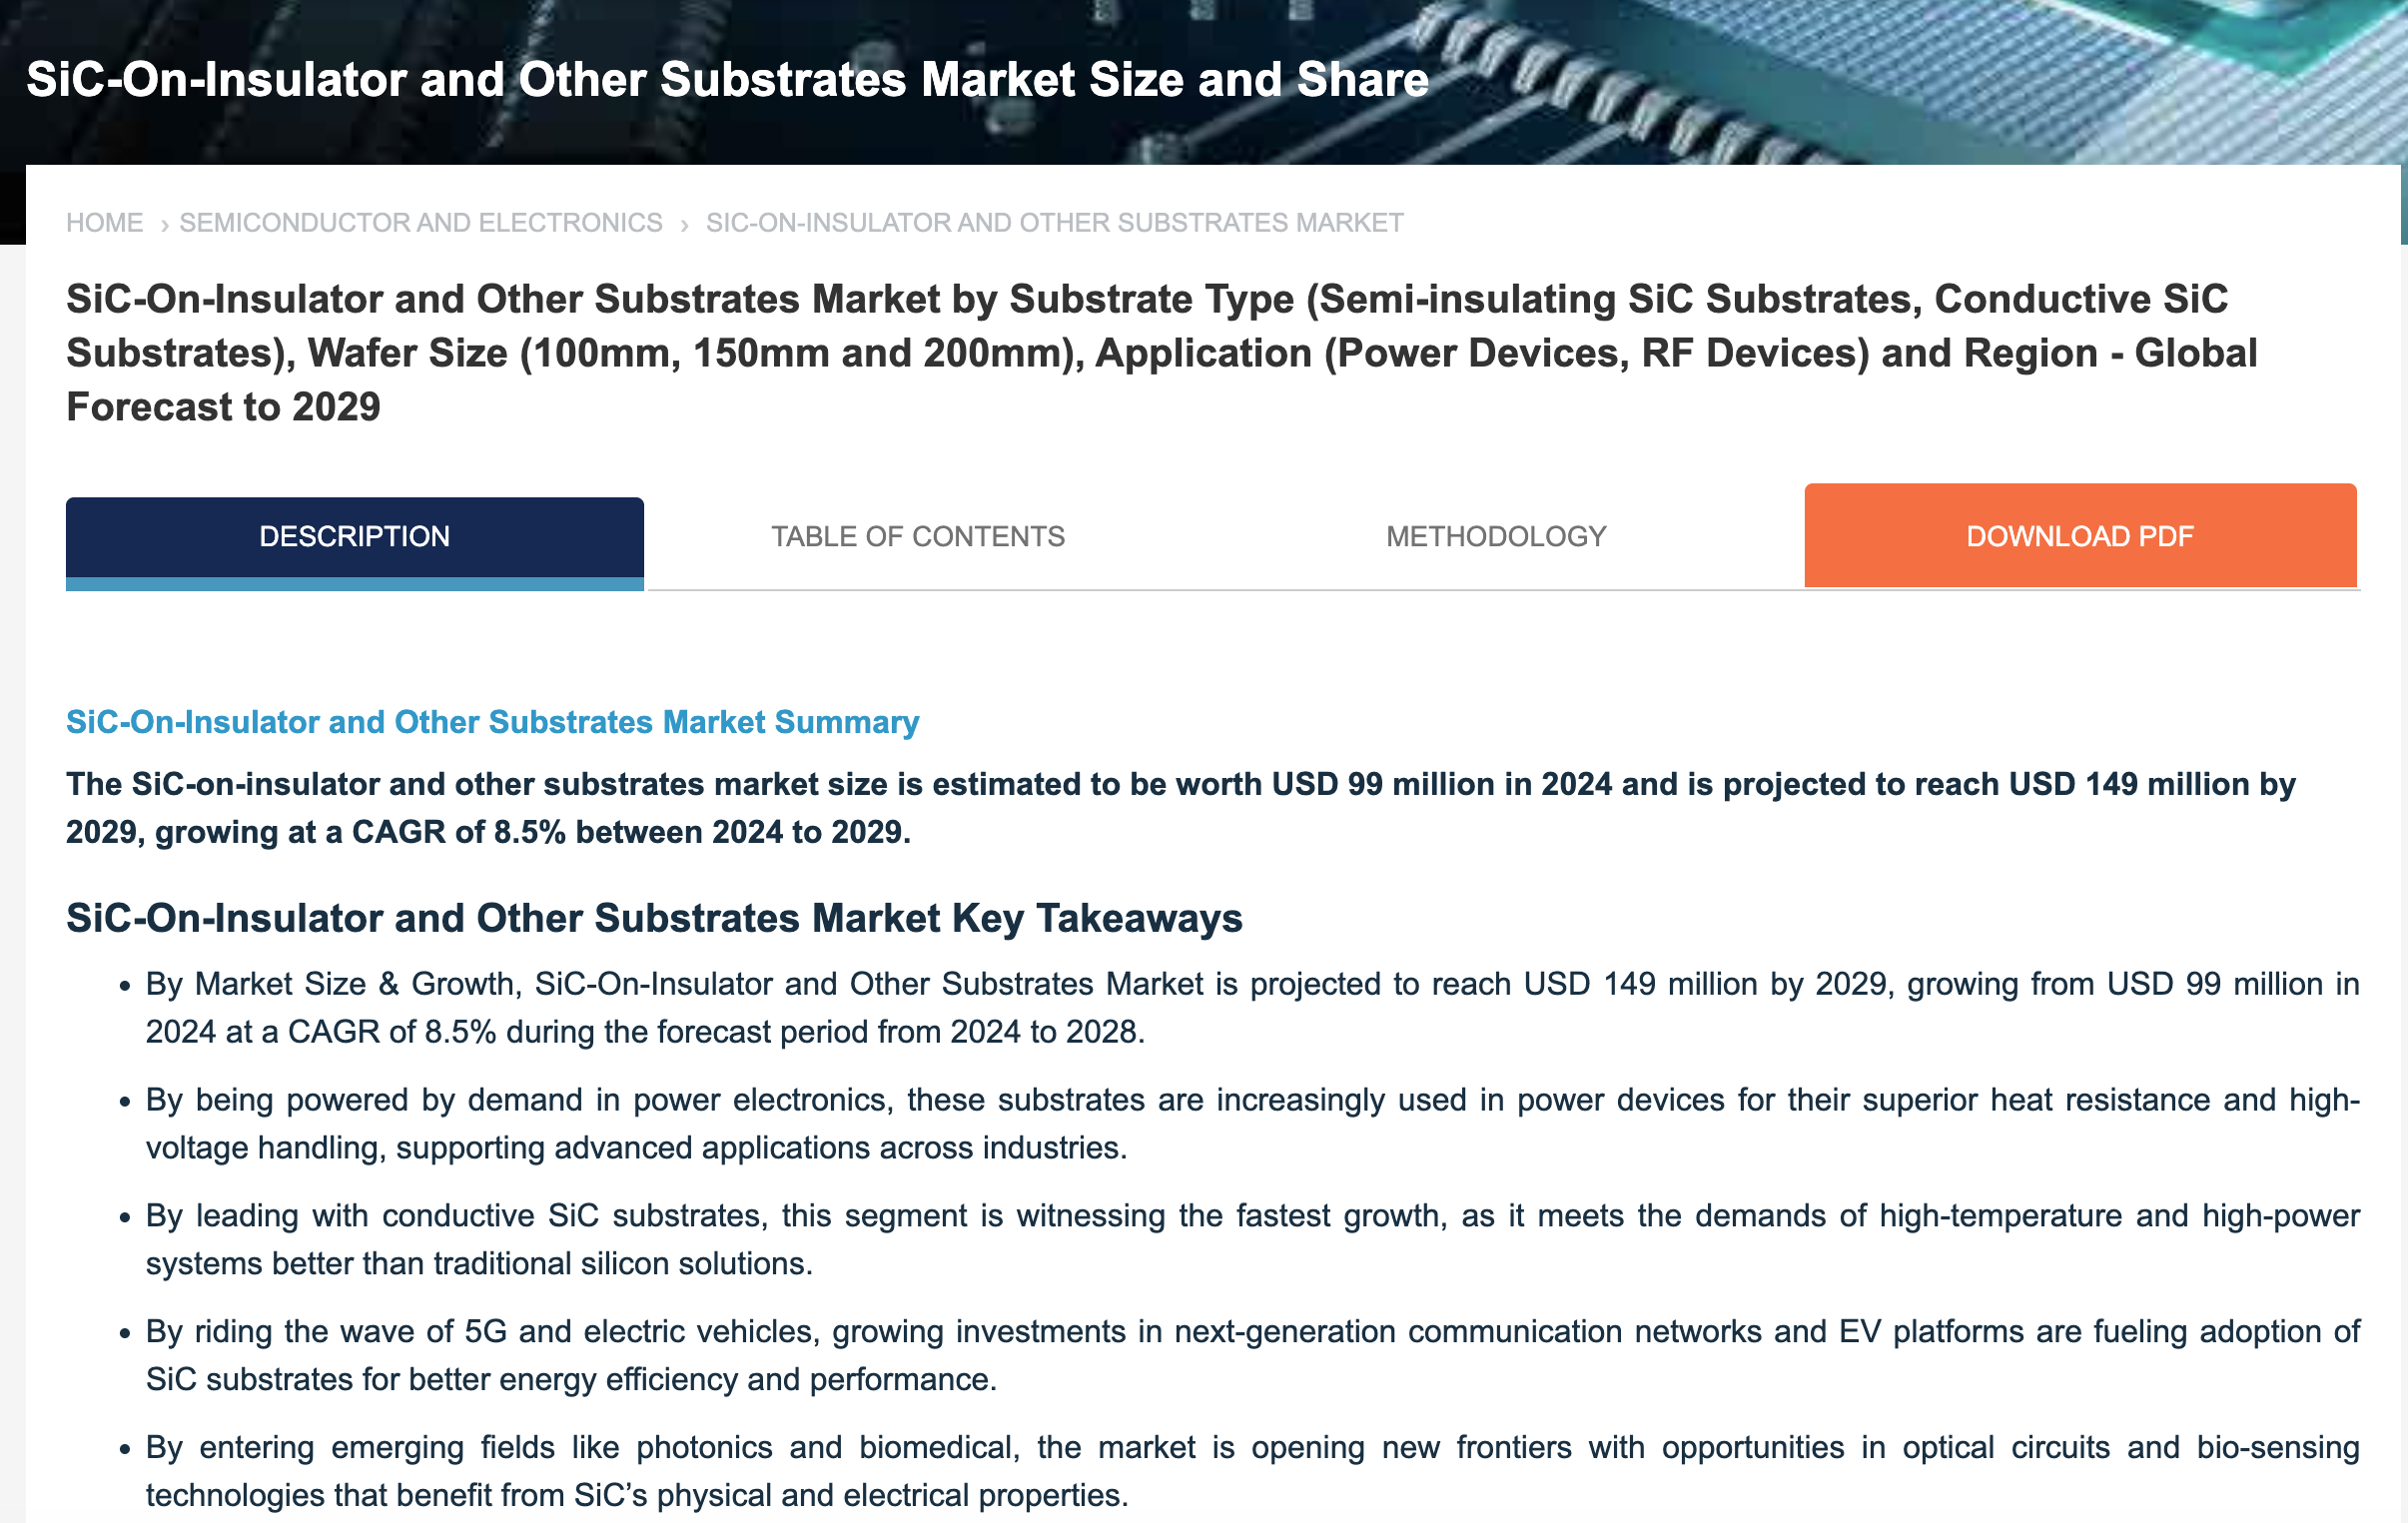 SiC-On-Insulator and Other Substrates Market Size and Share
HOME › SEMICONDUCTOR AND ELECTRONICS › SIC-ON-INSULATOR AND OTHER SUBSTRATES MARKET
SiC-On-Insulator and Other Substrates Market by Substrate Type (Semi-insulating SiC Substrates, Conductive SiC
Substrates), Wafer Size (100mm, 150mm and 200mm), Application (Power Devices, RF Devices) and Region - Global
Forecast to 2029
DESCRIPTION TABLE OF CONTENTS METHODOLOGY DOWNLOAD PDF
SiC-On-Insulator and Other Substrates Market Summary
The SiC-on-insulator and other substrates market size is estimated to be worth USD 99 million in 2024 and is projected to reach USD 149 million by
2029, growing at a CAGR of 8.5% between 2024 to 2029.
SiC-On-Insulator and Other Substrates Market Key Takeaways
• By Market Size & Growth, SiC-On-Insulator and Other Substrates Market is projected to reach USD 149 million by 2029, growing from USD 99 million in
2024 at a CAGR of 8.5% during the forecast period from 2024 to 2028.
• By being powered by demand in power electronics, these substrates are increasingly used in power devices for their superior heat resistance and high-
voltage handling, supporting advanced applications across industries.
• By leading with conductive SiC substrates, this segment is witnessing the fastest growth, as it meets the demands of high-temperature and high-power
systems better than traditional silicon solutions.
• By riding the wave of 5G and electric vehicles, growing investments in next-generation communication networks and EV platforms are fueling adoption of
SiC substrates for better energy efficiency and performance.
• By entering emerging fields like photonics and biomedical, the market is opening new frontiers with opportunities in optical circuits and bio-sensing
technologies that benefit from SiC’s physical and electrical properties.